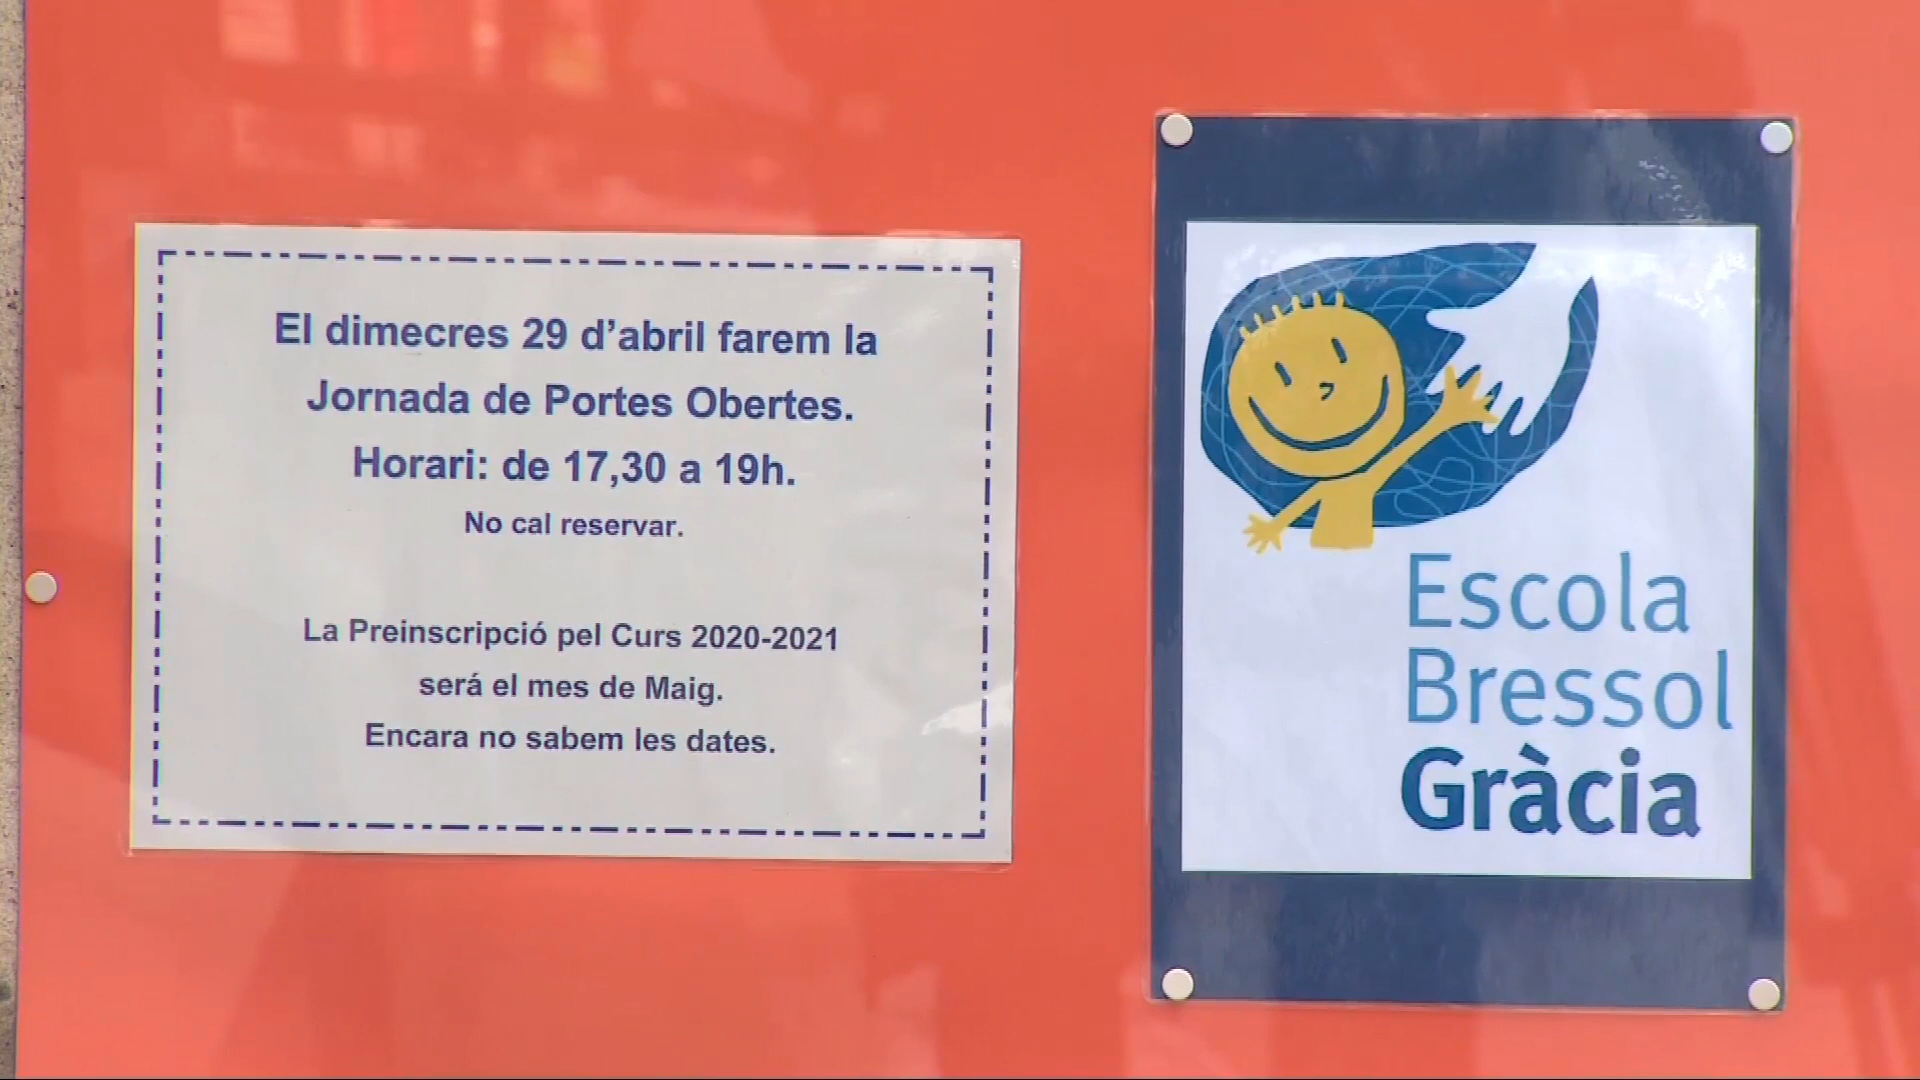 El dimecres 29 d'abril farem la
Jornada de Portes Obertes.
Horari: de 17,30 a 19h.
No cal reservar.
La Preinscripció pel Curs 2020-2021
será el mes de Maig.
Encara no sabem les dates.
Escola
Bressol
Gràcia